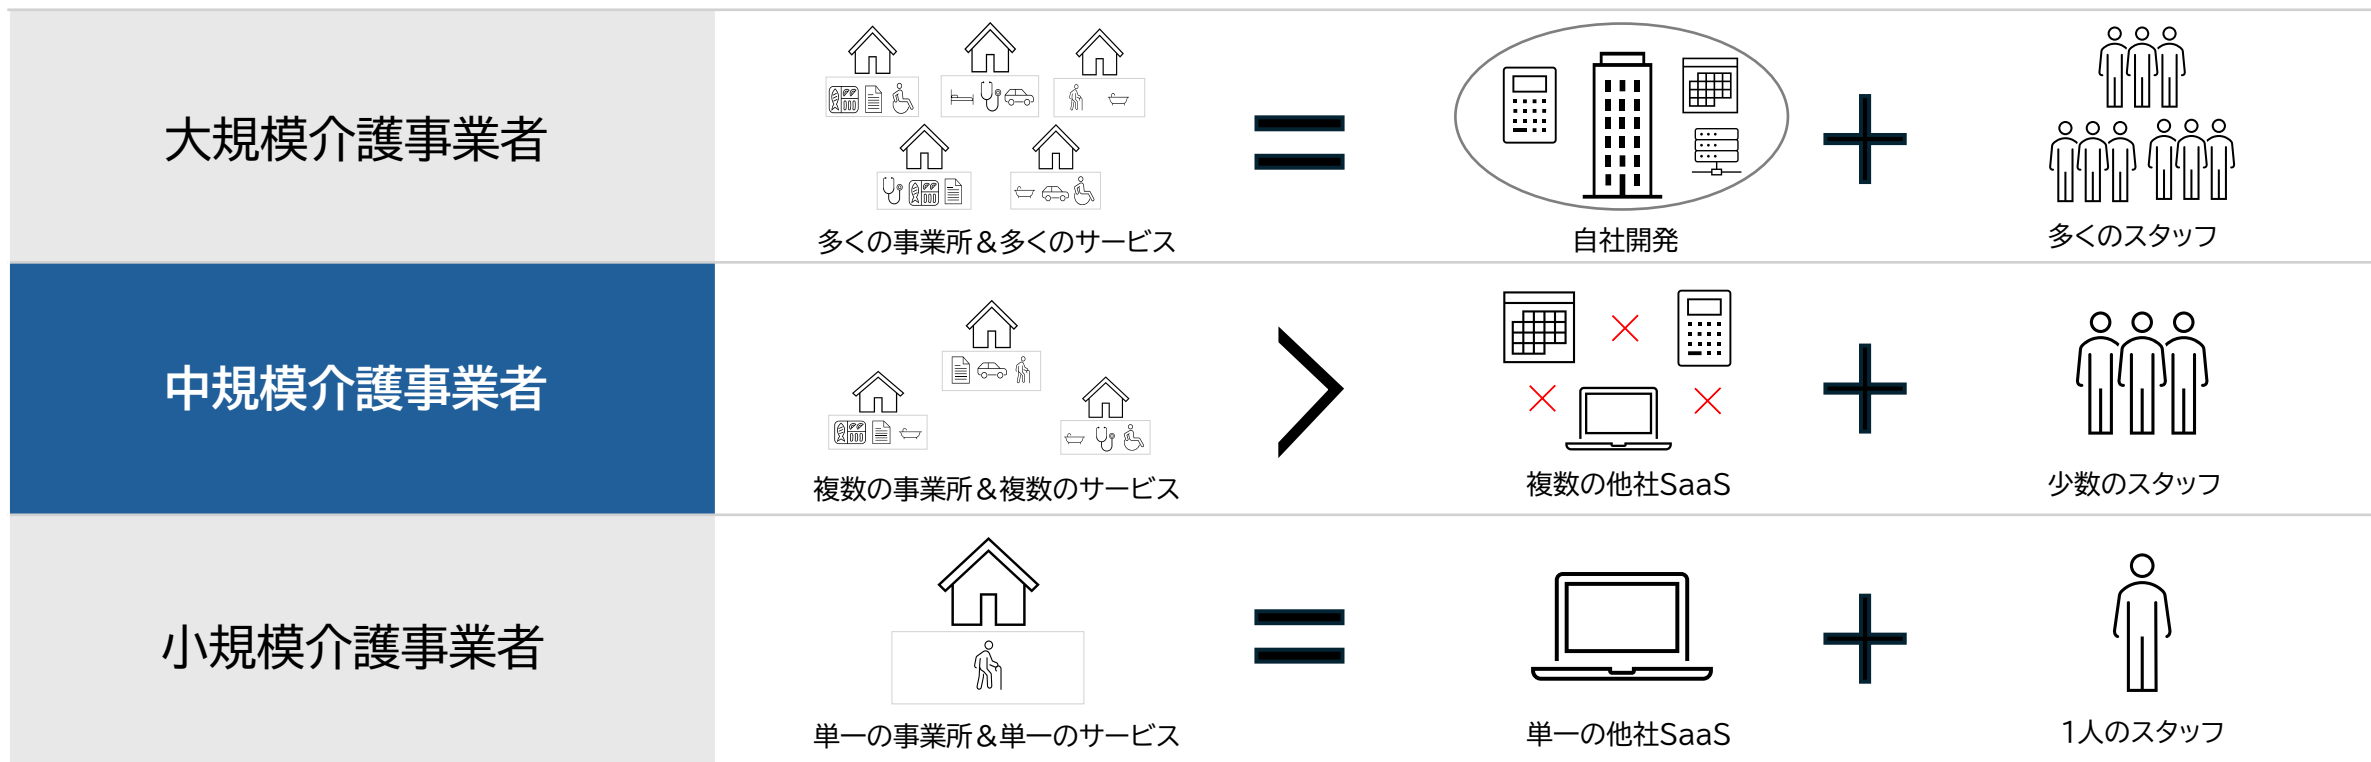 大規模介護事業者
多くの事業所＆多くのサービス
自社開発
多くのスタッフ
中規模介護事業者
複数の事業所＆複数のサービス
複数の他社SaaS
少数のスタッフ
小規模介護事業者
単一の事業所＆単一のサービス
単一の他社SaaS
1人のスタッフ